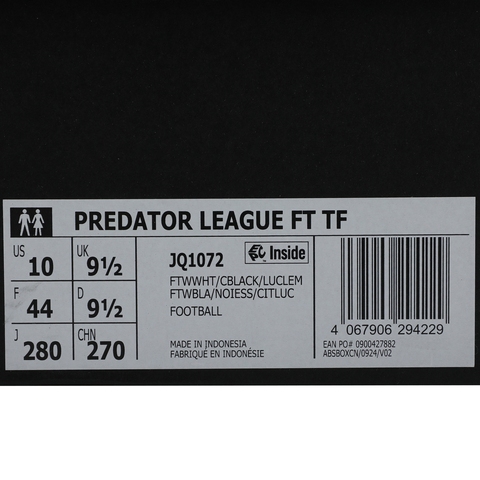 PREDATOR LEAGUE FT TF
US 10
UK 9½
F 44
D 9½
J 280
CHN 270
JQ1072
Inside
FTWWHT/CBLACK/LUCLEM
FTWBLA/NOIESS/CITLUC
FOOTBALL
MADE IN INDONESIA
FABRIQUÉ EN INDONÉSIE
4 067906 294229
EAN PO# 0900427882
ABSBOXCN/0924/V02